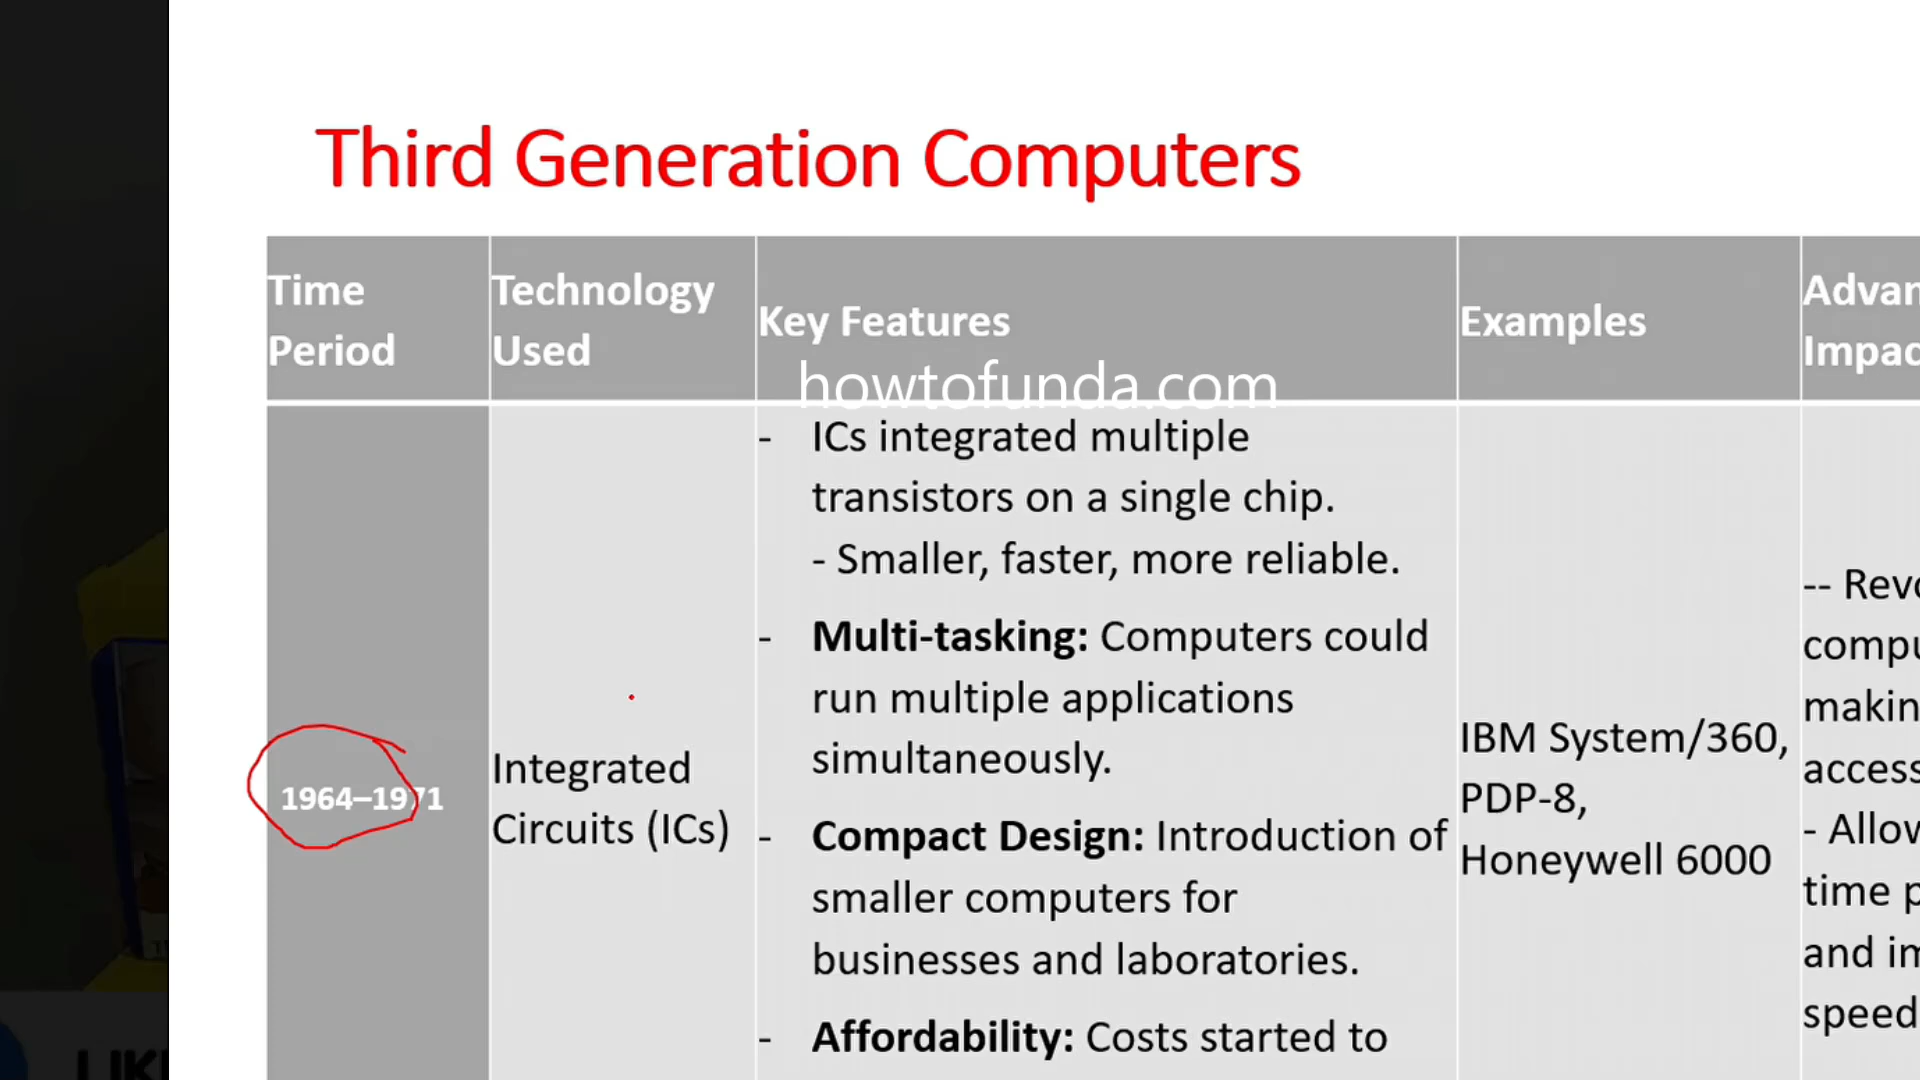 Third Generation Computers
Time
Period
Technology
Used
Key Features
Examples
howtofunda.com
1964–1971
Integrated
Circuits (ICs)
- ICs integrated multiple
transistors on a single chip.
- Smaller, faster, more reliable.
- Multi-tasking: Computers could
run multiple applications
simultaneously.
- Compact Design: Introduction of
smaller computers for
businesses and laboratories.
- Affordability: Costs started to
IBM System/360,
PDP-8,
Honeywell 6000
--
-
time
and
speed